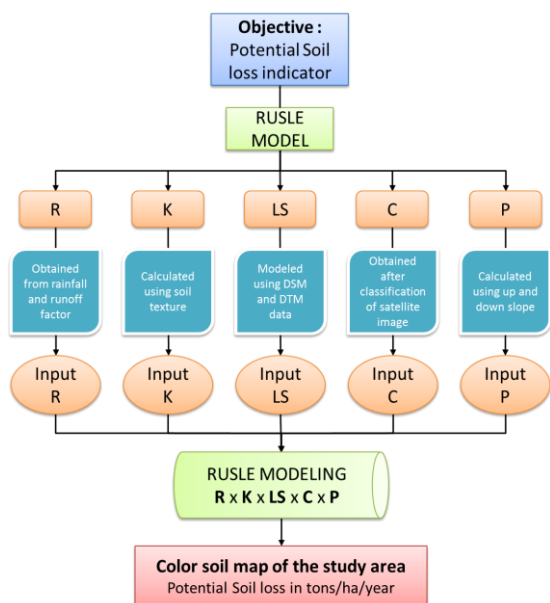 Objective :
Potential Soil
loss indicator
RUSLE
MODEL
R
K
LS
C
P
Obtained
from rainfall
and runoff
factor
Calculated
using soil
texture
Modeled
using DSM
and DTM
data
Obtained
after
classification
of satellite
image
Calculated
using up and
down slope
Input
R
Input
K
Input
LS
Input
C
Input
P
RUSLE MODELING
R x K x LS x C x P
Color soil map of the study area
Potential Soil loss in tons/ha/year